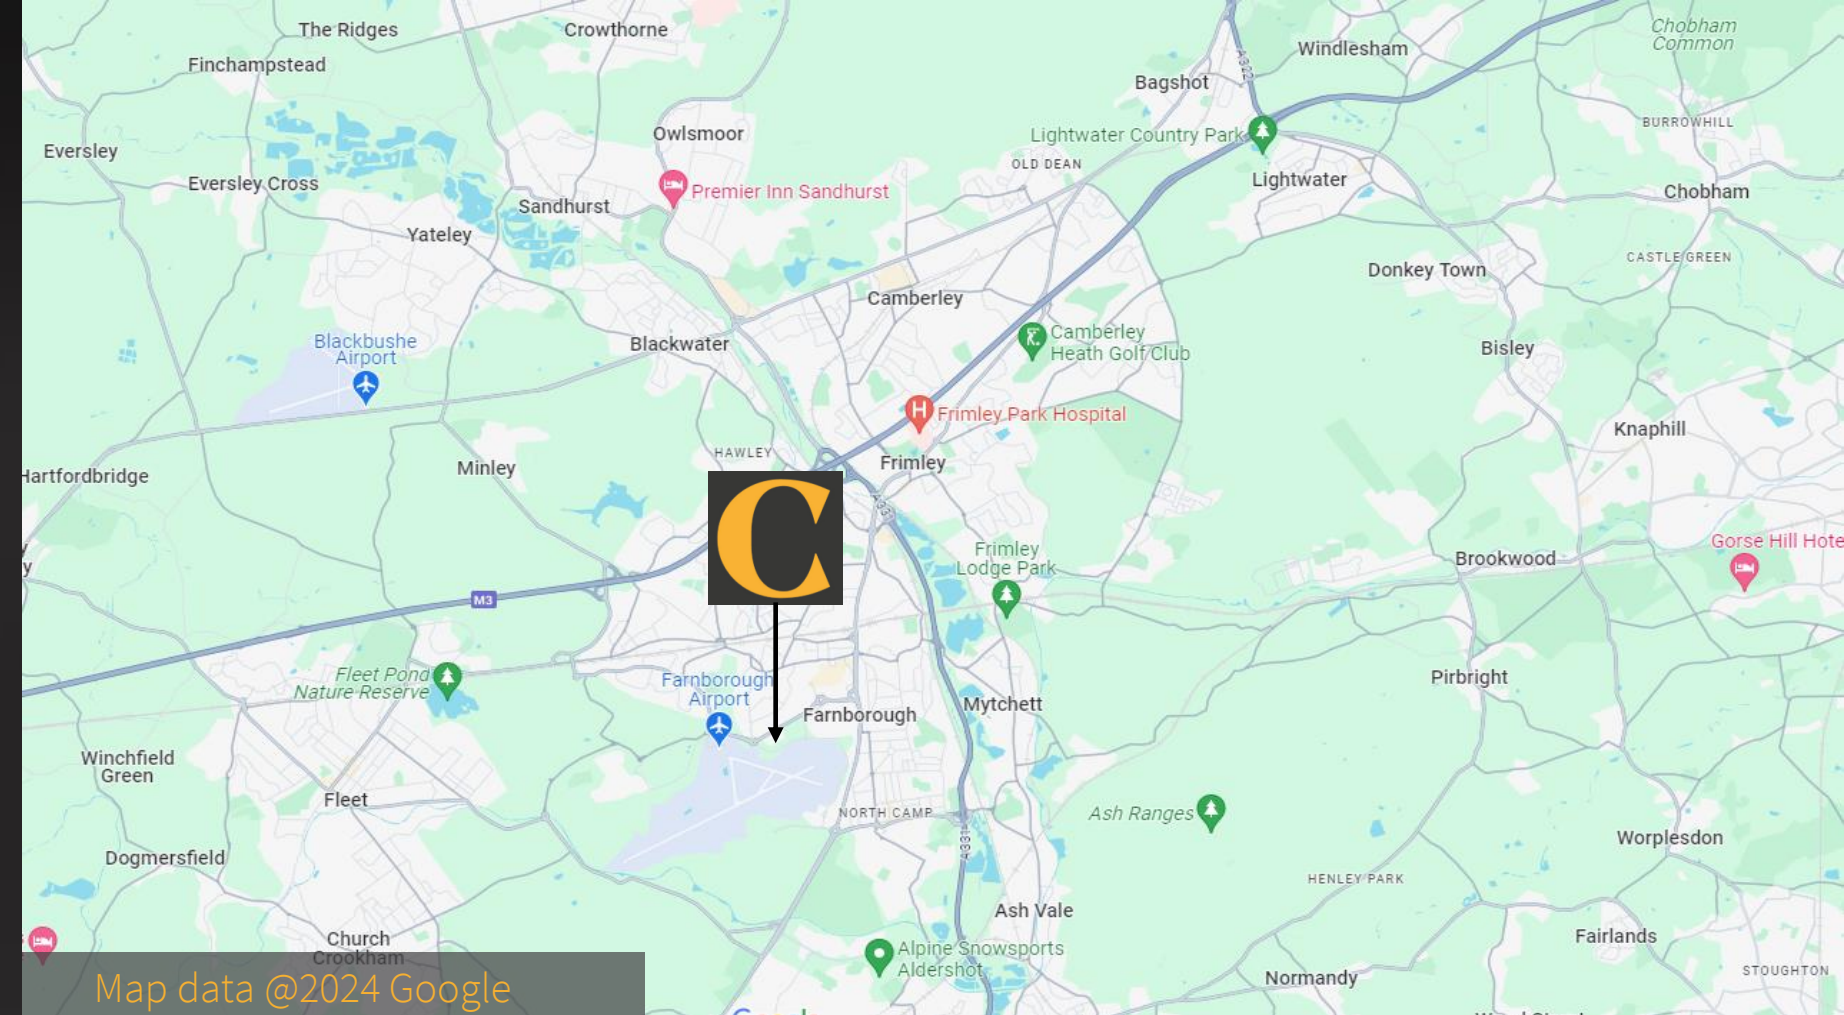 The Ridges
Crowthorne
Windlesham
Chobham
Common
Finchampstead
A322
Bagshot
BURROWHILL
Owlsmoor
Lightwater Country Park
Eversley
OLD DEAN
Eversley Cross
Premier Inn Sandhurst
Lightwater
Chobham
Sandhurst
Yateley
CASTLE GREEN
Donkey Town
Camberley
Blackbushe
Airport
Blackwater
Camberley
Heath Golf Club
Bisley
Frimley Park Hospital
Knaphill
HAWLEY
Frimley
Minley
Hartfordbridge
A331
C
Frimley
Lodge Park
Brookwood
Gorse Hill Hote
y
M3
Fleet Pond
Nature Reserve
Farnborough
Airport
Pirbright
Mytchett
Farnborough
Winchfield
Green
Fleet
NORTH CAMP
Ash Ranges
A331
Worplesdon
Dogmersfield
HENLEY PARK
Ash Vale
Church
Crookham
Fairlands
Alpine Snowsports
Aldershot
Normandy
STOUGHTON
Map data @2024 Google